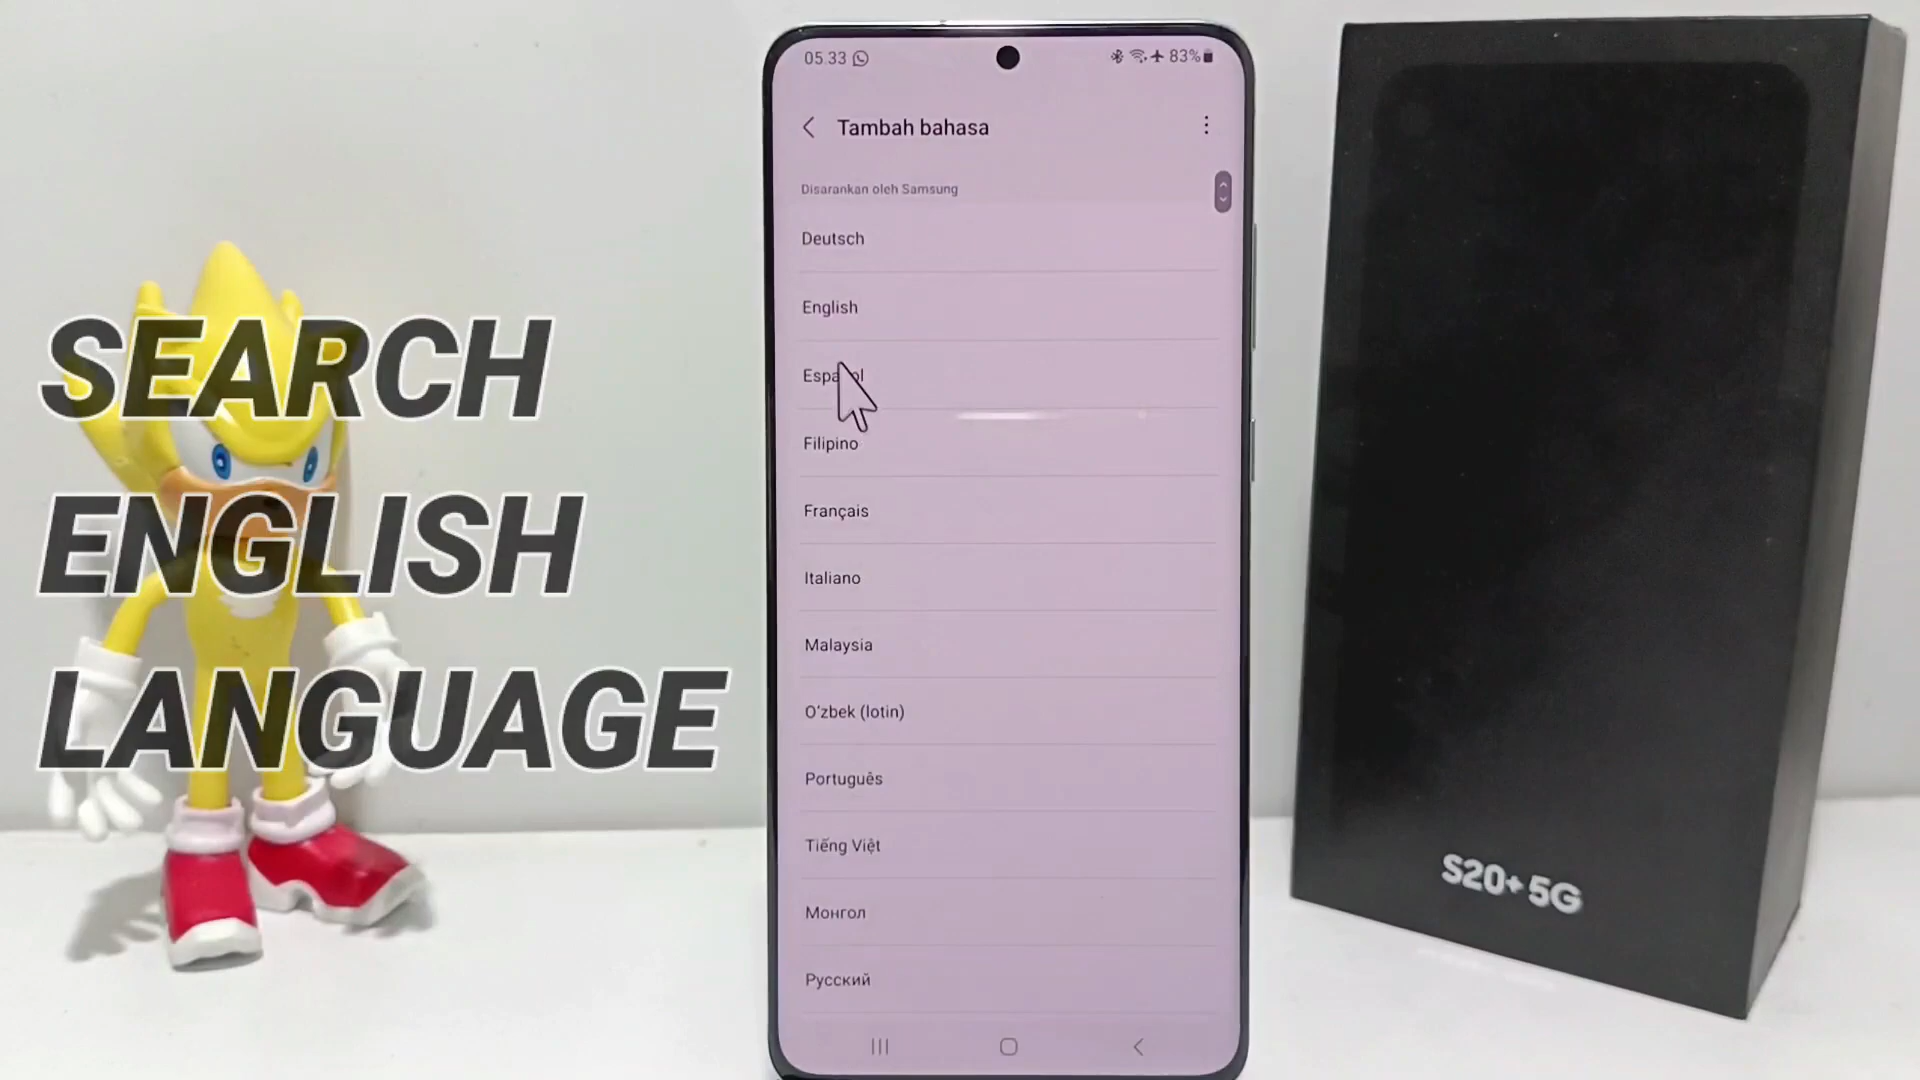 SEARCH
ENGLISH
LANGUAGE
05.33
83%
Tambah bahasa
Disarankan oleh Samsung
Deutsch
English
Español
Filipino
Français
Italiano
Malaysia
O‘zbek (lotin)
Português
Tiếng Việt
Монгол
Русский
S20+ 5G